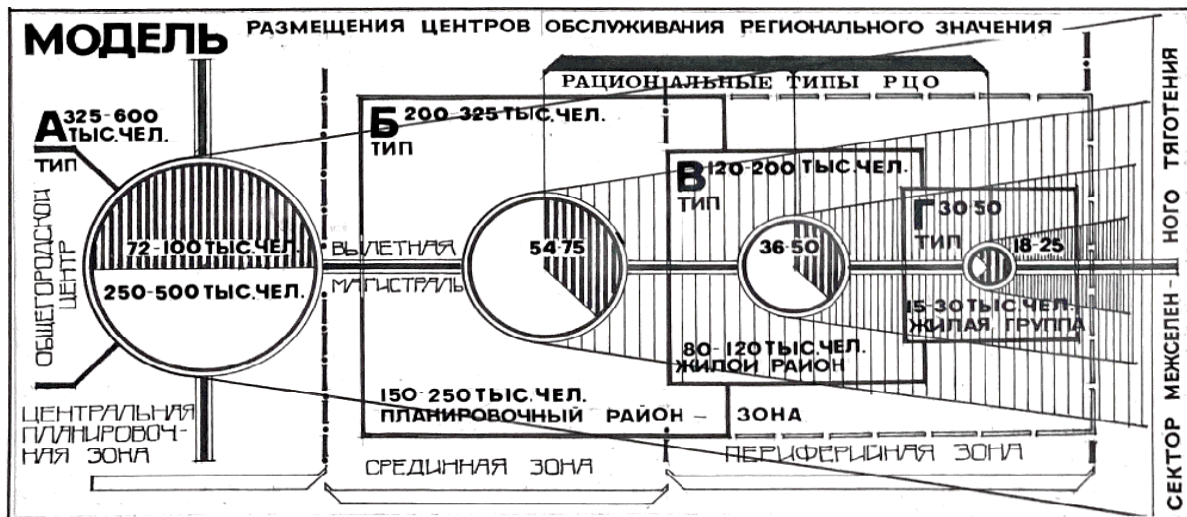 МОДЕЛЬ РАЗМЕЩЕНИЯ ЦЕНТРОВ ОБСЛУЖИВАНИЯ РЕГИОНАЛЬНОГО ЗНАЧЕНИЯ
РАЦИОНАЛЬНЫЕ ТИПЫ РЦО
А 325-600
ТЫС.ЧЕЛ.
ТИП
ОБЩЕГОРОДСКОЙ
ЦЕНТР
72-100 ТЫС.ЧЕЛ.
250-500 ТЫС.ЧЕЛ.
ЦЕНТРАЛЬНАЯ
ПЛАНИРОВОЧ-
НАЯ ЗОНА
ВЫЛЕТНАЯ
МАГИСТРАЛЬ
Б 200-325 ТЫС.ЧЕЛ.
ТИП
54-75
150-250 ТЫС.ЧЕЛ.
ПЛАНИРОВОЧНЫЙ РАЙОН - ЗОНА
СРЕДИННАЯ ЗОНА
В 120-200 ТЫС.ЧЕЛ.
ТИП
36-50
80-120 ТЫС.ЧЕЛ.
ЖИЛОЙ РАЙОН
Г 30-50
ТИП
18-25
15-30 ТЫС.ЧЕЛ.
ЖИЛАЯ ГРУППА
ПЕРИФЕРИЙНАЯ ЗОНА
СЕКТОР МЕЖСЕЛЕН-НОГО ТЯГОТЕНИЯ